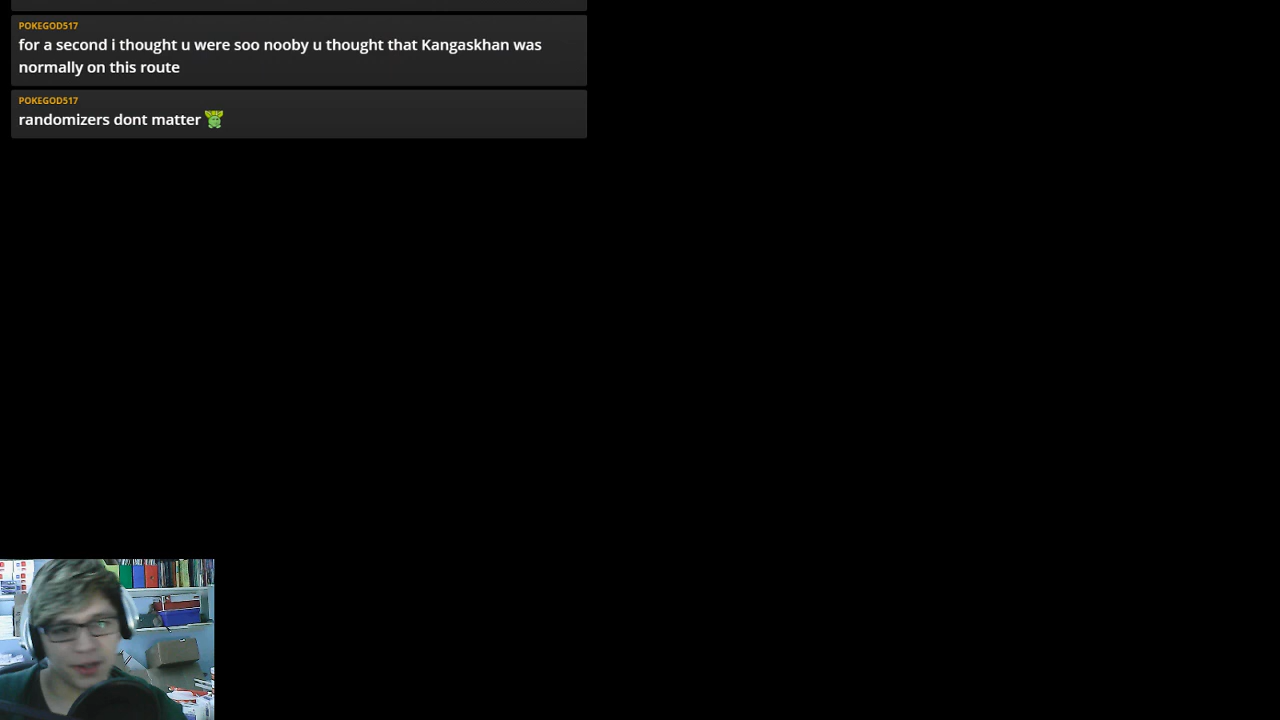 POKEGOD517
for a second i thought u were soo nooby u thought that Kangaskhan was
normally on this route
POKEGOD517
randomizers dont matter